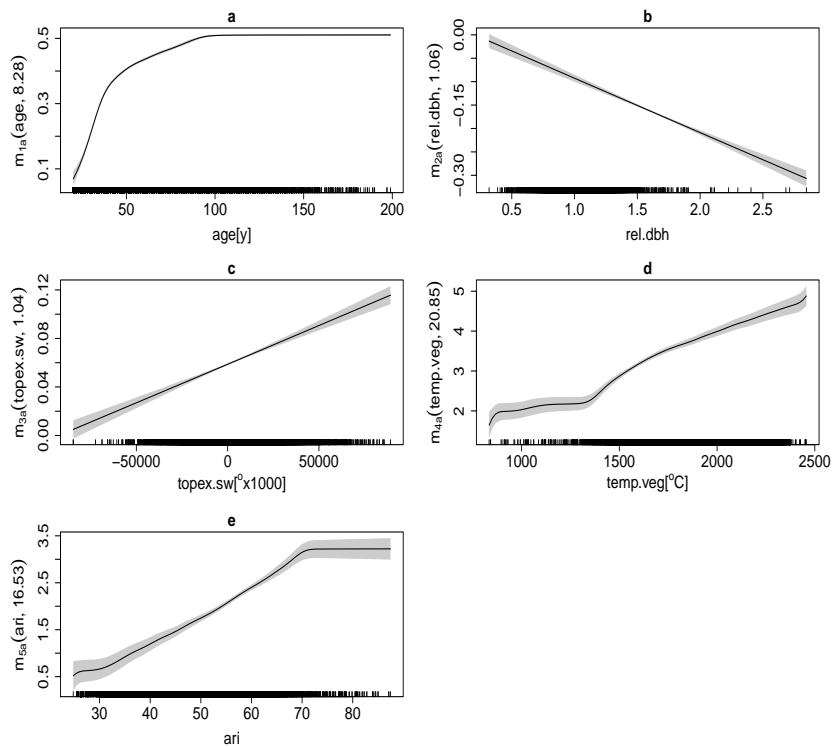 a
m1a(age, 8.28)
0.1 0.3 0.5
50 100 150 200
age[y]
b
m2a(rel.dbh, 1.06)
−0.30 −0.15 0.00
0.5 1.0 1.5 2.0 2.5
rel.dbh
c
m3a(topex.sw, 1.04)
0.00 0.04 0.08 0.12
−50000 0 50000
topex.sw[°x1000]
d
m4a(temp.veg, 20.85)
2 3 4 5
1000 1500 2000 2500
temp.veg[°C]
e
m5a(ari, 16.53)
0.5 1.5 2.5 3.5
30 40 50 60 70 80
ari